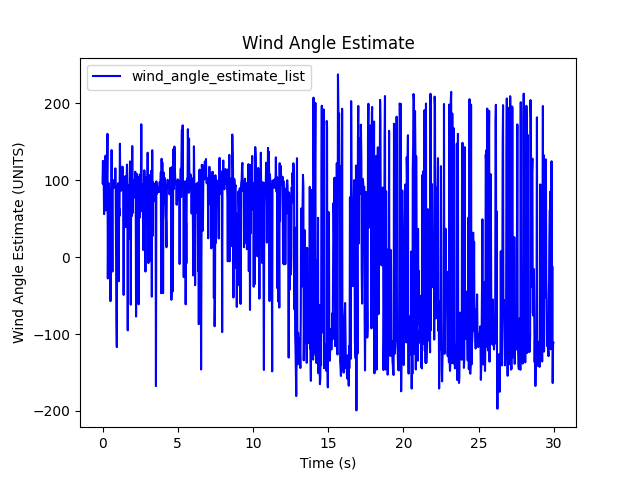 Wind Angle Estimate
wind_angle_estimate_list
Wind Angle Estimate (UNITS)
200
100
0
−100
−200
0 5 10 15 20 25 30
Time (s)